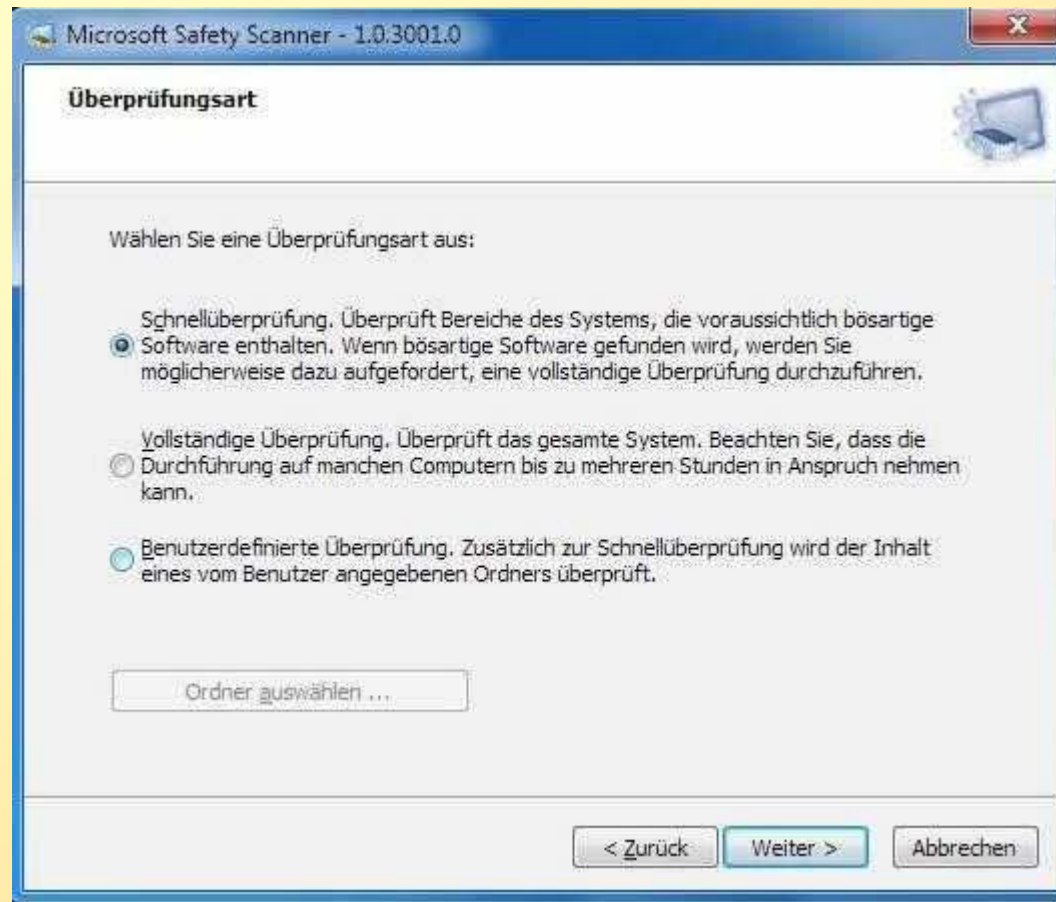 Microsoft Safety Scanner - 1.0.3001.0
Überprüfungsart
Wählen Sie eine Überprüfungsart aus:
Schnellüberprüfung. Überprüft Bereiche des Systems, die voraussichtlich bösartige
Software enthalten. Wenn bösartige Software gefunden wird, werden Sie
möglicherweise dazu aufgefordert, eine vollständige Überprüfung durchzuführen.
Vollständige Überprüfung. Überprüft das gesamte System. Beachten Sie, dass die
Durchführung auf manchen Computern bis zu mehreren Stunden in Anspruch nehmen
kann.
Benutzerdefinierte Überprüfung. Zusätzlich zur Schnellüberprüfung wird der Inhalt
eines vom Benutzer angegebenen Ordners überprüft.
Ordner auswählen ...
< Zurück Weiter > Abbrechen